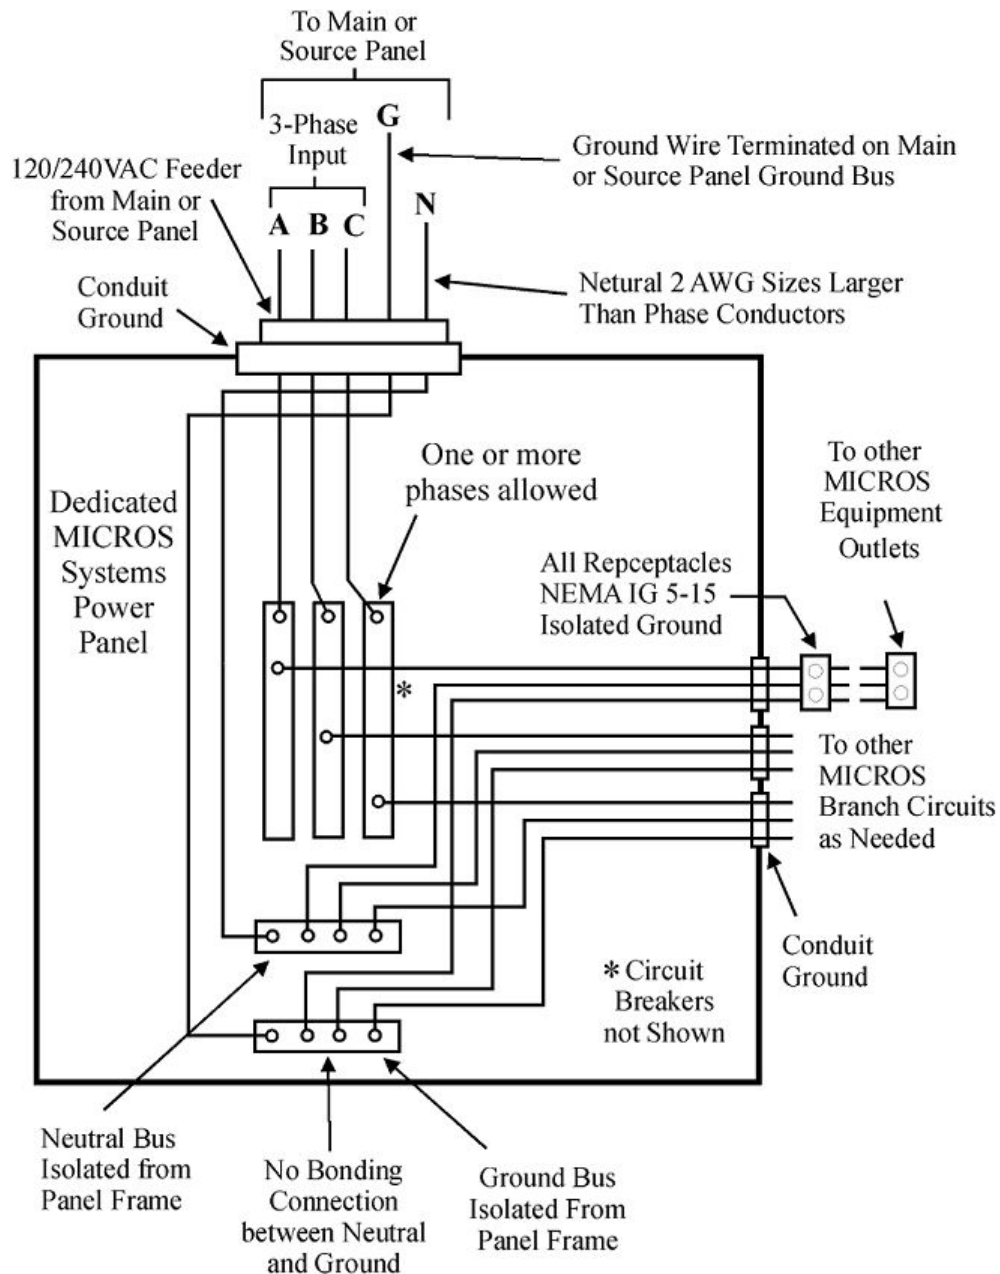 To Main or
Source Panel
3-Phase
Input
G
Ground Wire Terminated on Main
or Source Panel Ground Bus
120/240VAC Feeder
from Main or
Source Panel
A B C
N
Conduit
Ground
Netural 2 AWG Sizes Larger
Than Phase Conductors
One or more
phases allowed
To other
MICROS
Equipment
Outlets
Dedicated
MICROS
Systems
Power
Panel
All Repceptacles
NEMA IG 5-15
Isolated Ground
*
To other
MICROS
Branch Circuits
as Needed
Conduit
Ground
* Circuit
Breakers
not Shown
Neutral Bus
Isolated from
Panel Frame
No Bonding
Connection
between Neutral
and Ground
Ground Bus
Isolated From
Panel Frame